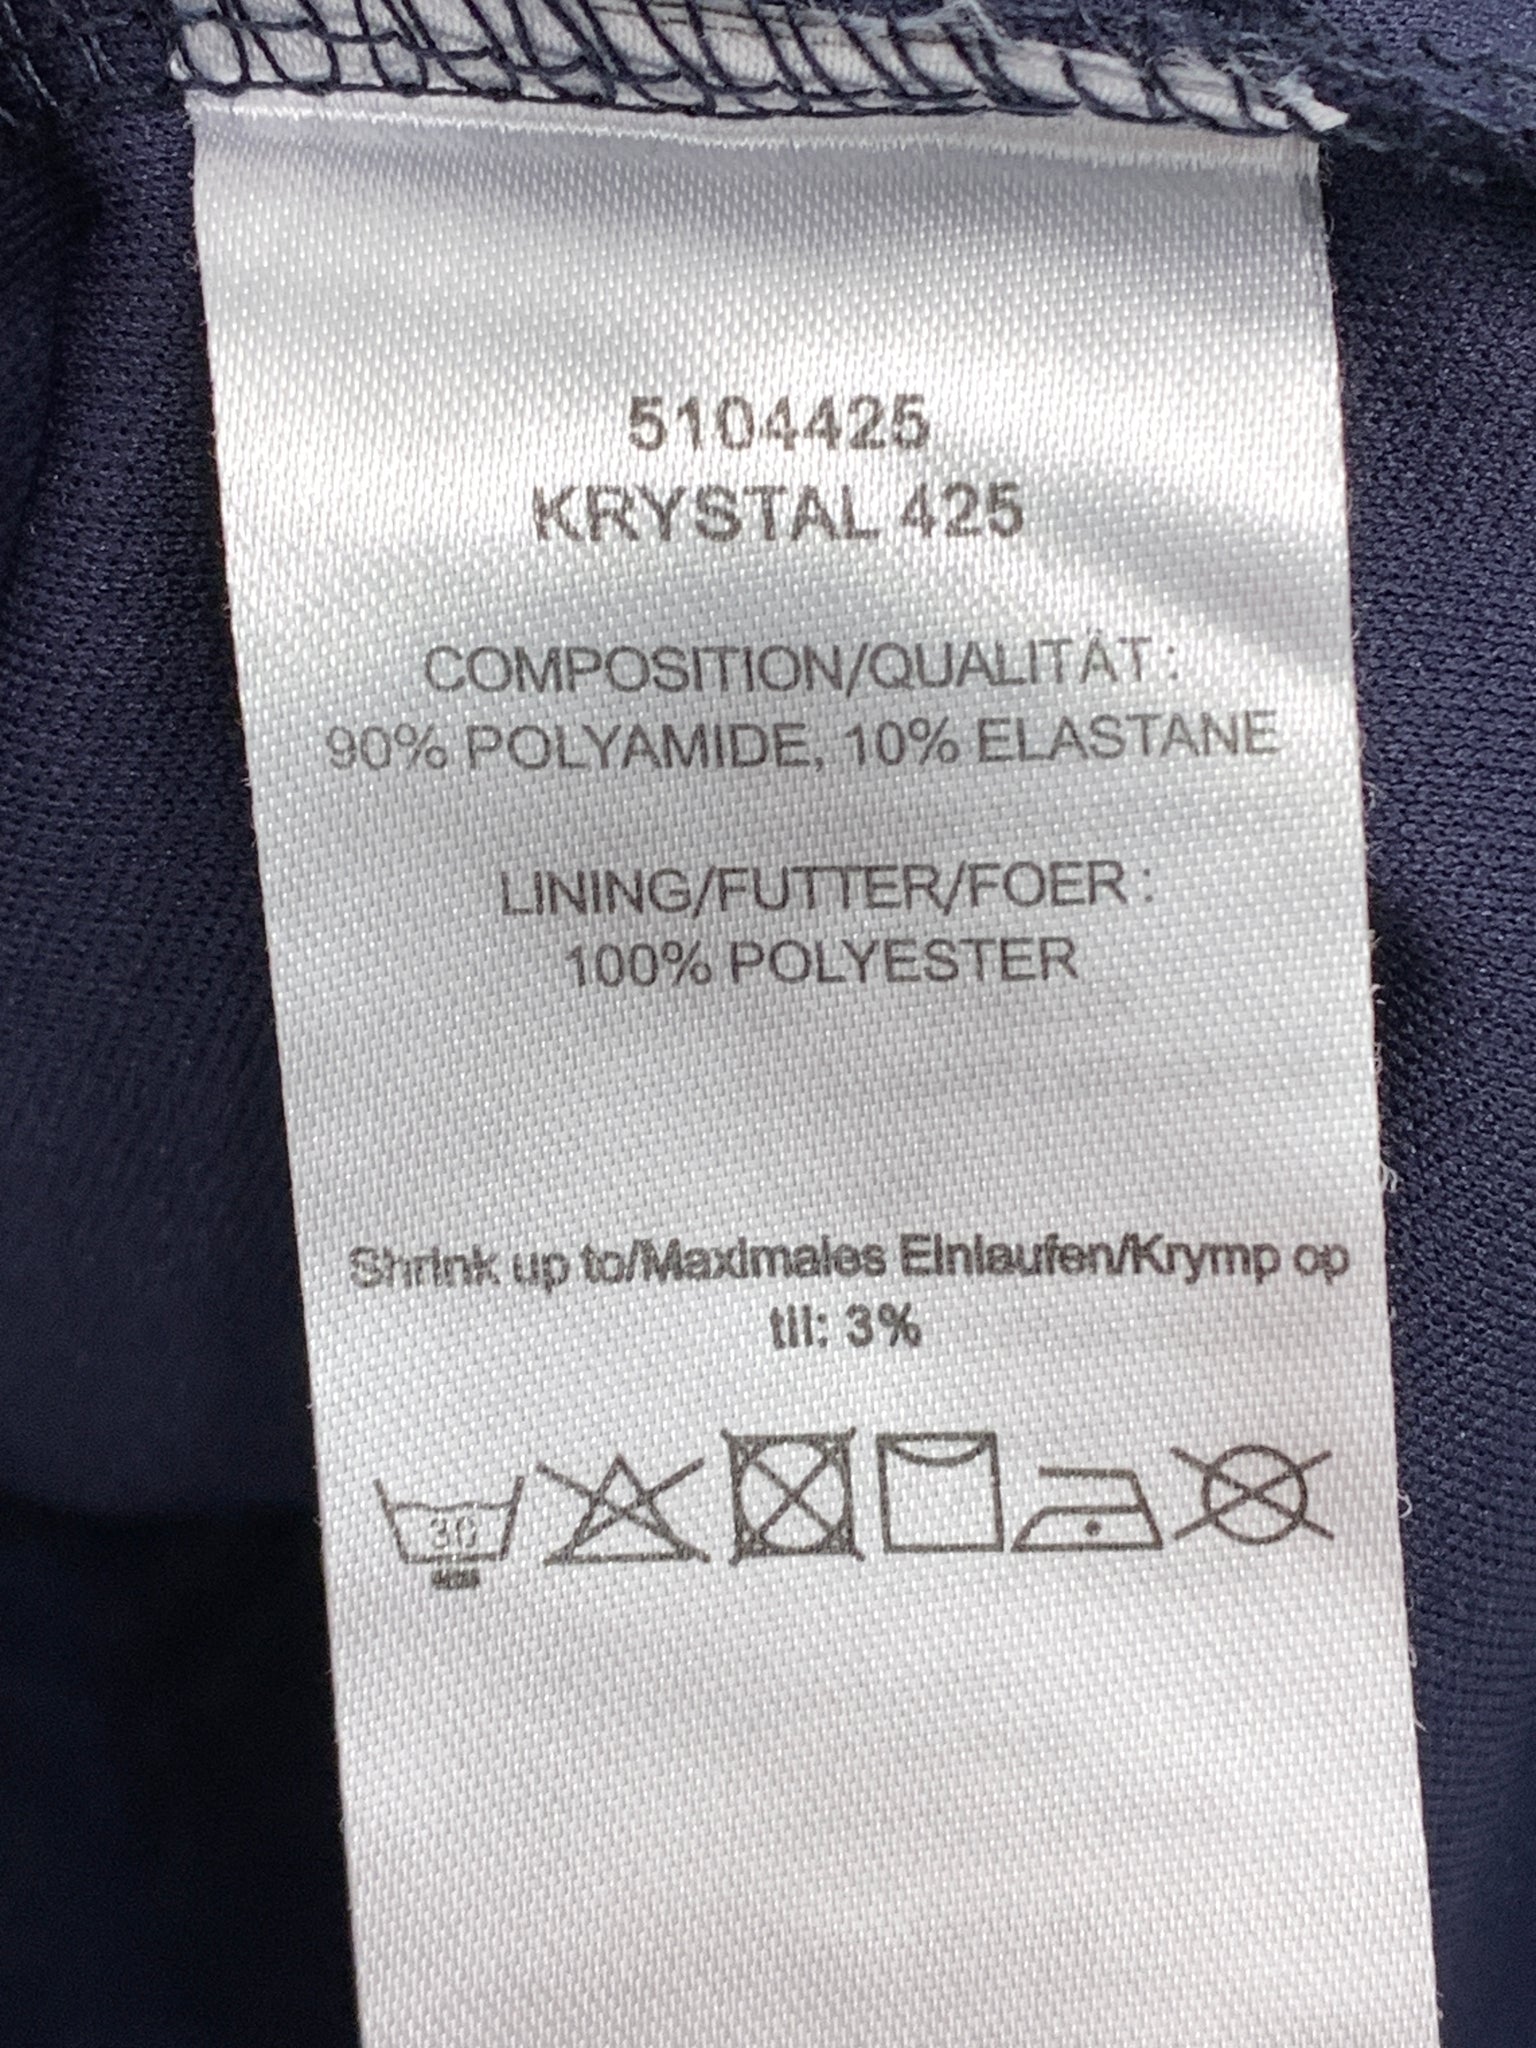 5104425
KRYSTAL 425
COMPOSITION/QUALITÄT :
90% POLYAMIDE, 10% ELASTANE
LINING/FUTTER/FOER :
100% POLYESTER
Shrink up to/Maximales Einlaufen/Krymp op
til: 3%
30